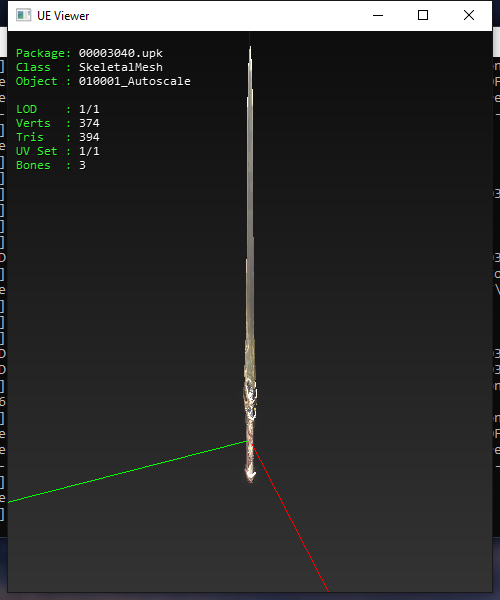 UE Viewer
Package: 00003040.upk
Class : SkeletalMesh
Object : 010001_Autoscale
LOD : 1/1
Verts : 374
Tris : 394
UV Set : 1/1
Bones : 3